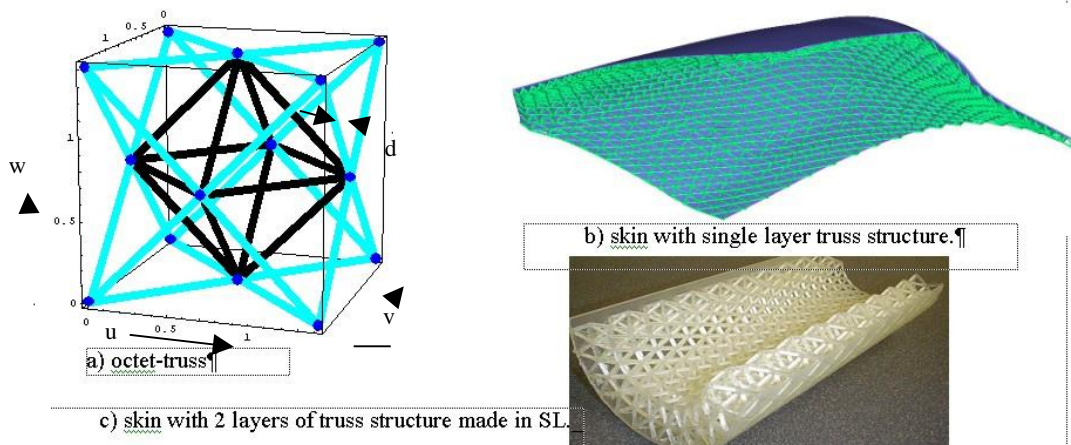 0
0.5
1
1
0.5
0
0
0.5
1
w
d
u
v
a) octet-truss¶
b) skin with single layer truss structure.¶
c) skin with 2 layers of truss structure made in SL.